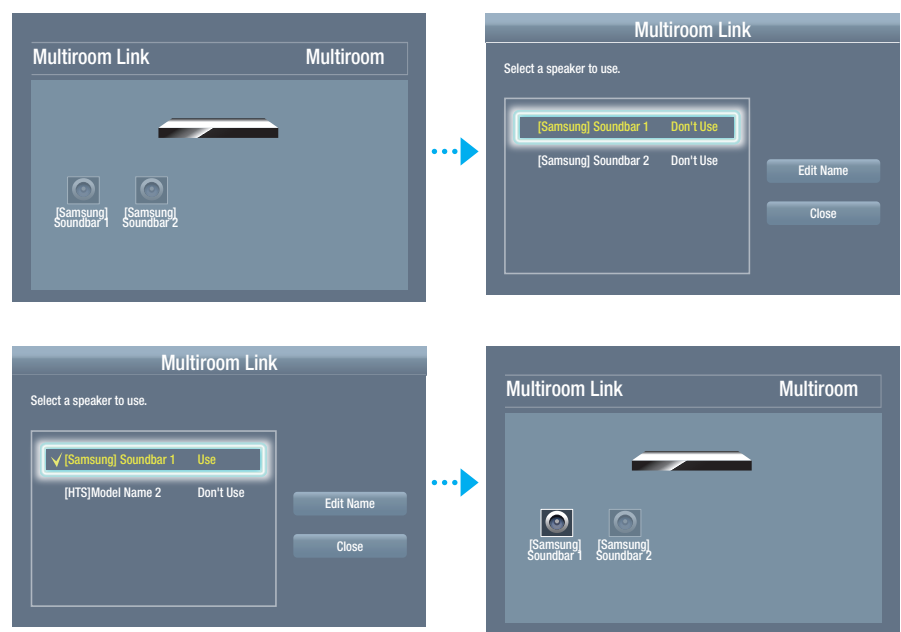 Multiroom Link Multiroom
[Samsung] Soundbar 1
[Samsung] Soundbar 2
Multiroom Link
Select a speaker to use.
[Samsung] Soundbar 1 Don't Use
[Samsung] Soundbar 2 Don't Use
Edit Name
Close
Multiroom Link
Select a speaker to use.
[Samsung] Soundbar 1 Use
[HTS]Model Name 2 Don't Use
Edit Name
Close
Multiroom Link Multiroom
[Samsung] Soundbar 1
[Samsung] Soundbar 2